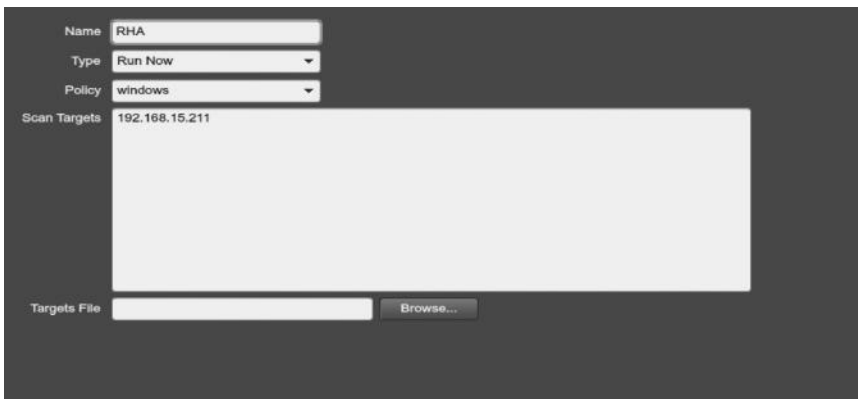 Name RHA
Type Run Now
Policy windows
Scan Targets 192.168.15.211
Targets File Browse...